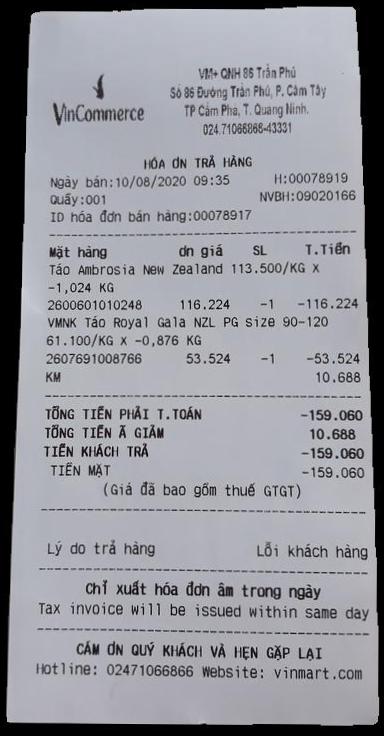 VinCommerce
VM+ QNH 86 Trần Phú
Số 86 Đường Trần Phú, P. Cẩm Tây
TP Cẩm Phả, T. Quảng Ninh.
024.71066866-43331
HÓA ƠN TRẢ HÀNG
Ngày bán:10/08/2020 09:35 H:00078919
Quầy:001 NVBH:09020166
ID hóa đơn bán hàng:00078917
Mặt hàng ơn giá SL T.Tiền
Táo Ambrosia New Zealand 113.500/KG X
-1,024 KG
2600601010248 116.224 -1 -116.224
VMNK Táo Royal Gala NZL PG size 90-120
61.100/KG X -0,876 KG
2607691008766 53.524 -1 -53.524
KM 10.688
TỔNG TIỀN PHẢI T.TOÁN -159.060
TỔNG TIỀN Ã GIẢM 10.688
TIỀN KHÁCH TRẢ -159.060
TIỀN MẶT -159.060
(Giá đã bao gồm thuế GTGT)
Lý do trả hàng Lỗi khách hàng
Chỉ xuất hóa đơn âm trong ngày
Tax invoice will be issued within same day
CẢM ƠN QUÝ KHÁCH VÀ HẸN GẶP LẠI
Hotline: 02471066866 Website: vinmart.com